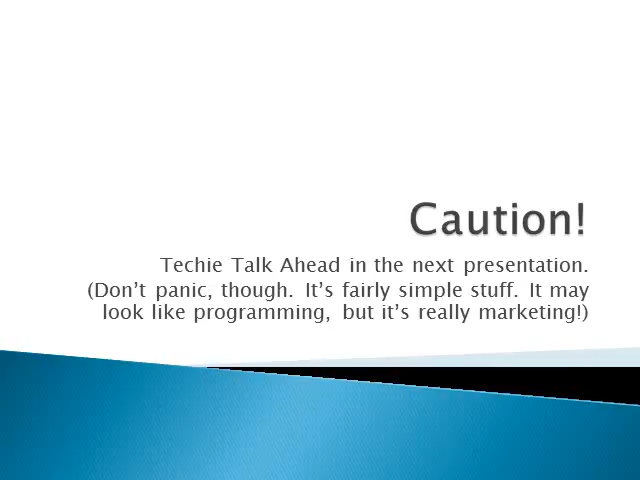 Caution!
Techie Talk Ahead in the next presentation.
(Don’t panic, though. It’s fairly simple stuff. It may
look like programming, but it’s really marketing!)